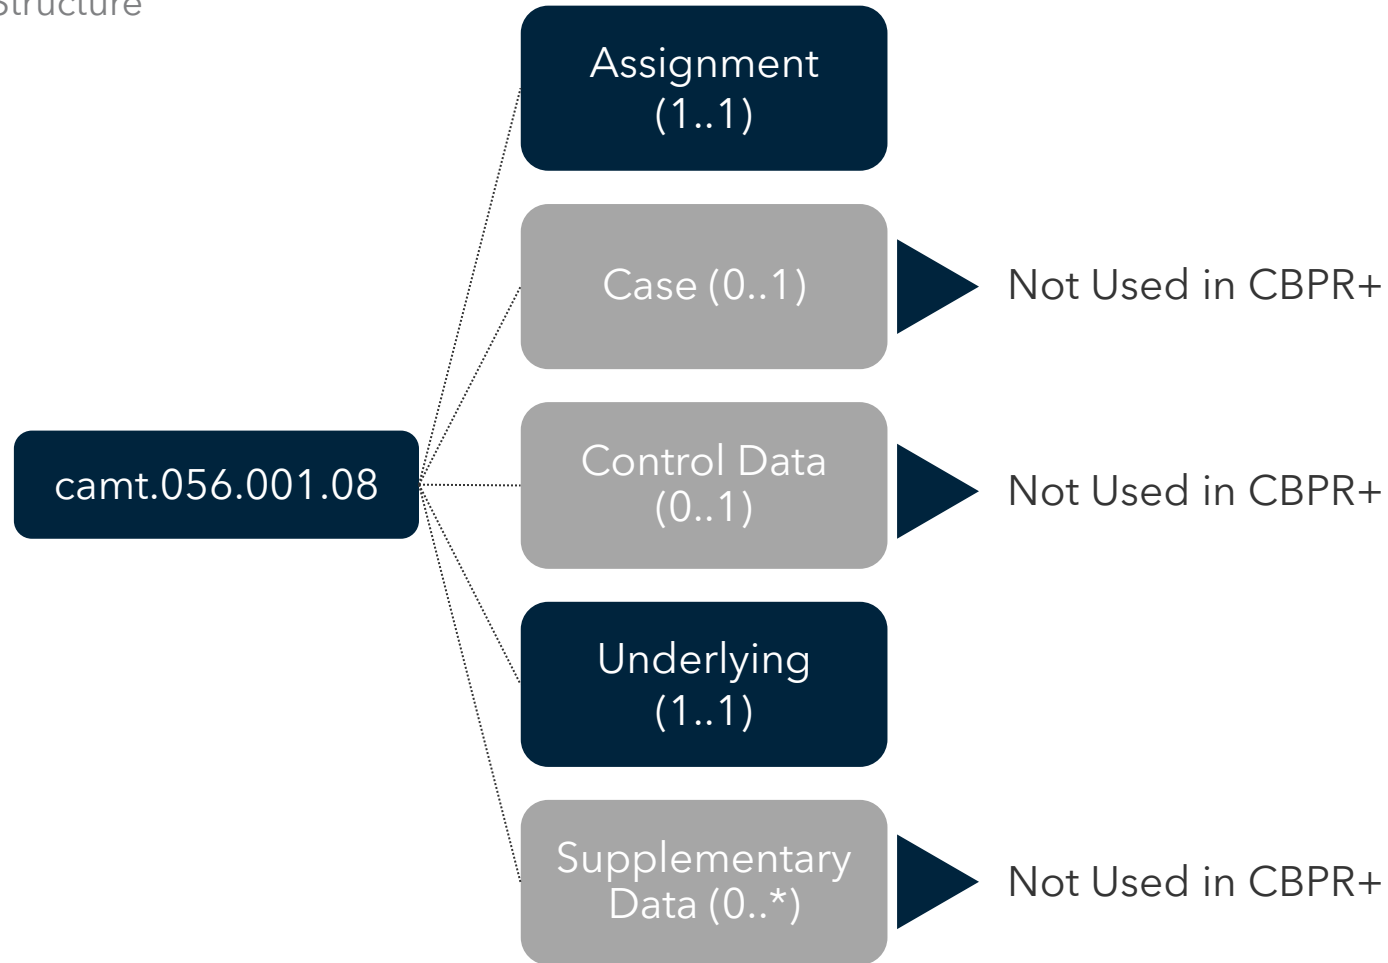 Structure
Assignment
(1..1)
Case (0..1)
Not Used in CBPR+
Control Data
(0..1)
Not Used in CBPR+
camt.056.001.08
Underlying
(1..1)
Supplementary
Data (0..*)
Not Used in CBPR+